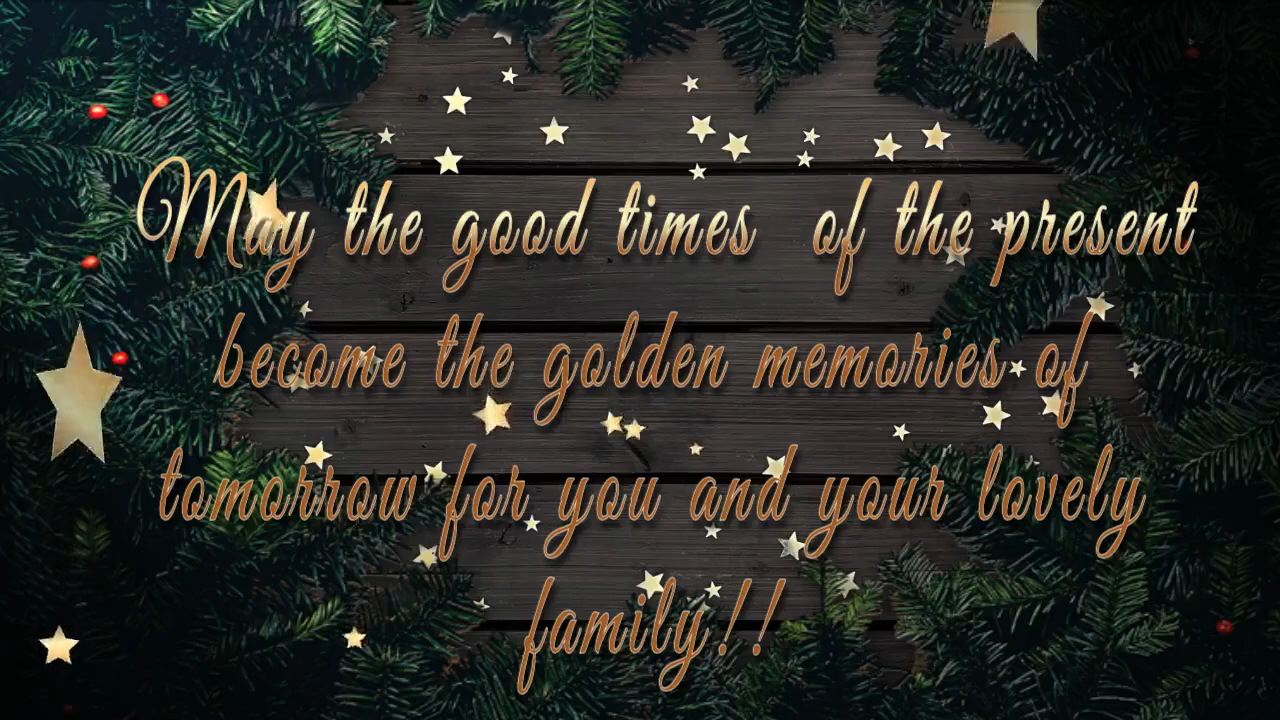 May the good times of the present
become the golden memories of
tomorrow for you and your lovely
family!!